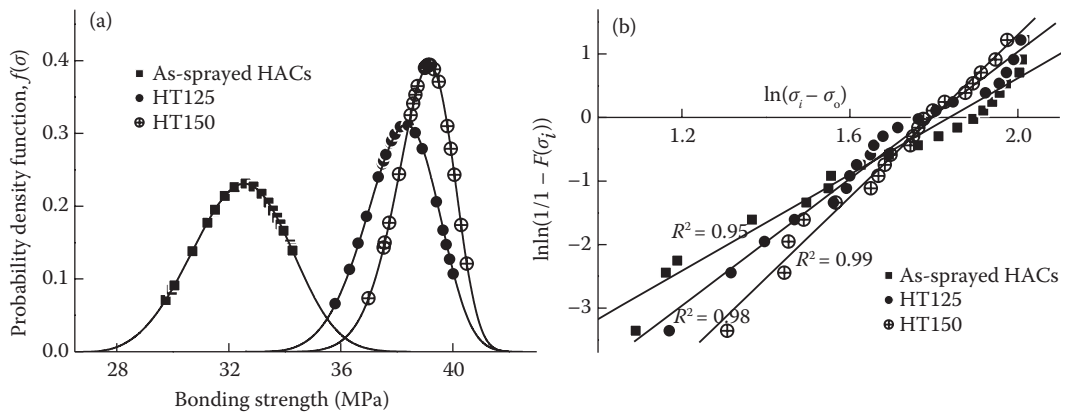 (a)
Probability density function, f(σ)
0.4
0.3
0.2
0.1
0.0
28
32
36
40
Bonding strength (MPa)
As-sprayed HACs
HT125
HT150
(b)
lnln(1/1 − F(σi))
1
0
−1
−2
−3
ln(σi − σo)
1.2
1.6
2.0
R² = 0.95
R² = 0.99
R² = 0.98
As-sprayed HACs
HT125
HT150